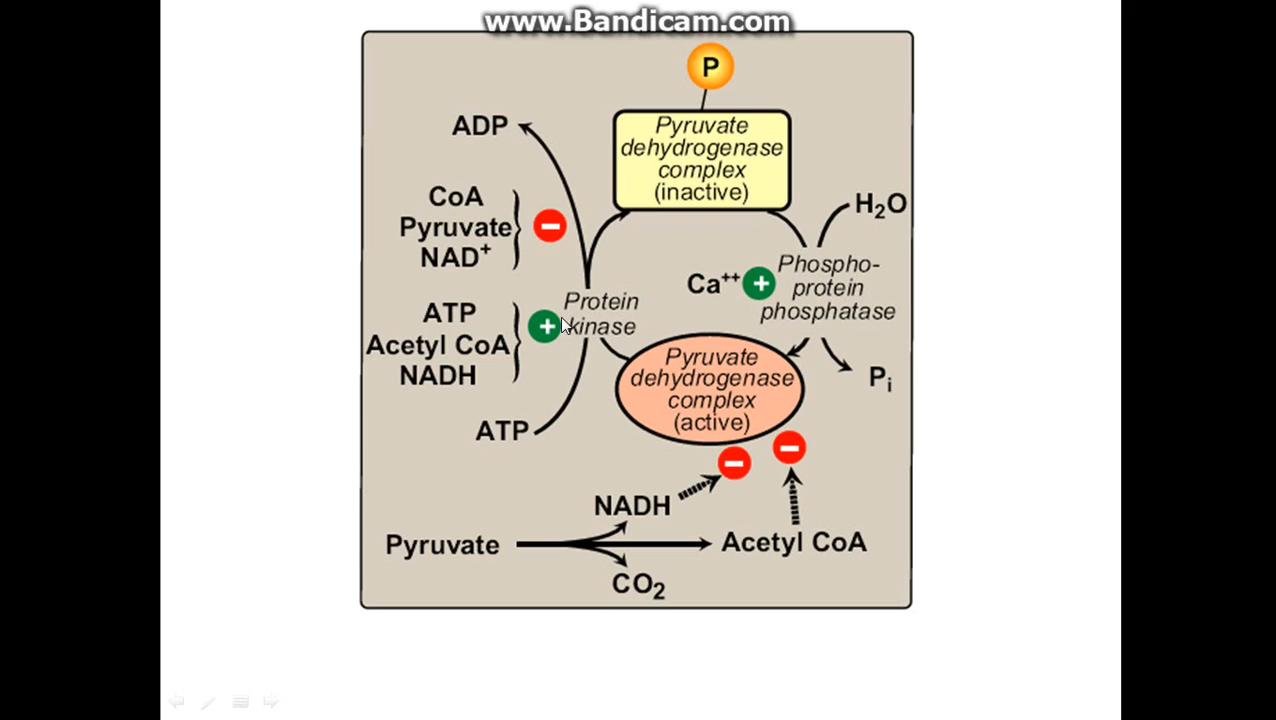 www.Bandicam.com
P
Pyruvate
dehydrogenase
complex
(inactive)
ADP
CoA
Pyruvate
NAD⁺
H₂O
Ca⁺⁺
+
Phospho-
protein
phosphatase
Protein
kinase
ATP
Acetyl CoA
NADH
+
Pyruvate
dehydrogenase
complex
(active)
Pᵢ
ATP
NADH
Pyruvate
Acetyl CoA
CO₂